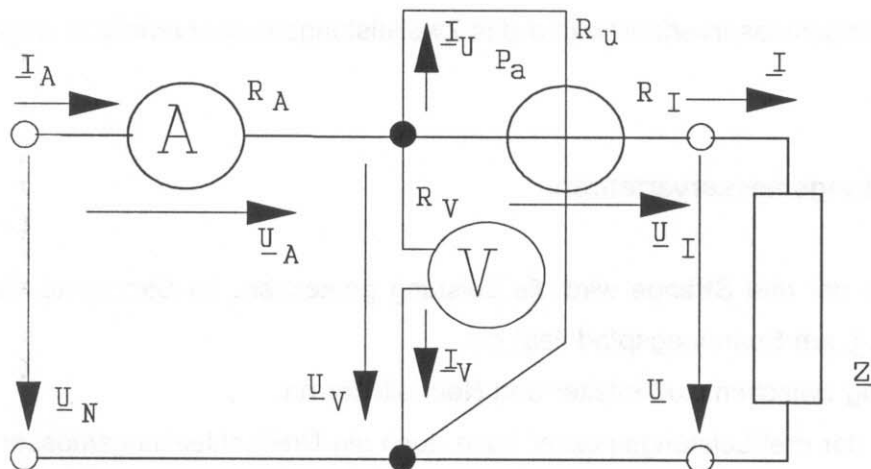 I_A
R_A
I_U
P_a
R_u
R_I
I
A
U_A
R_V
U_I
V
U_N
U_V
I_V
U
Z